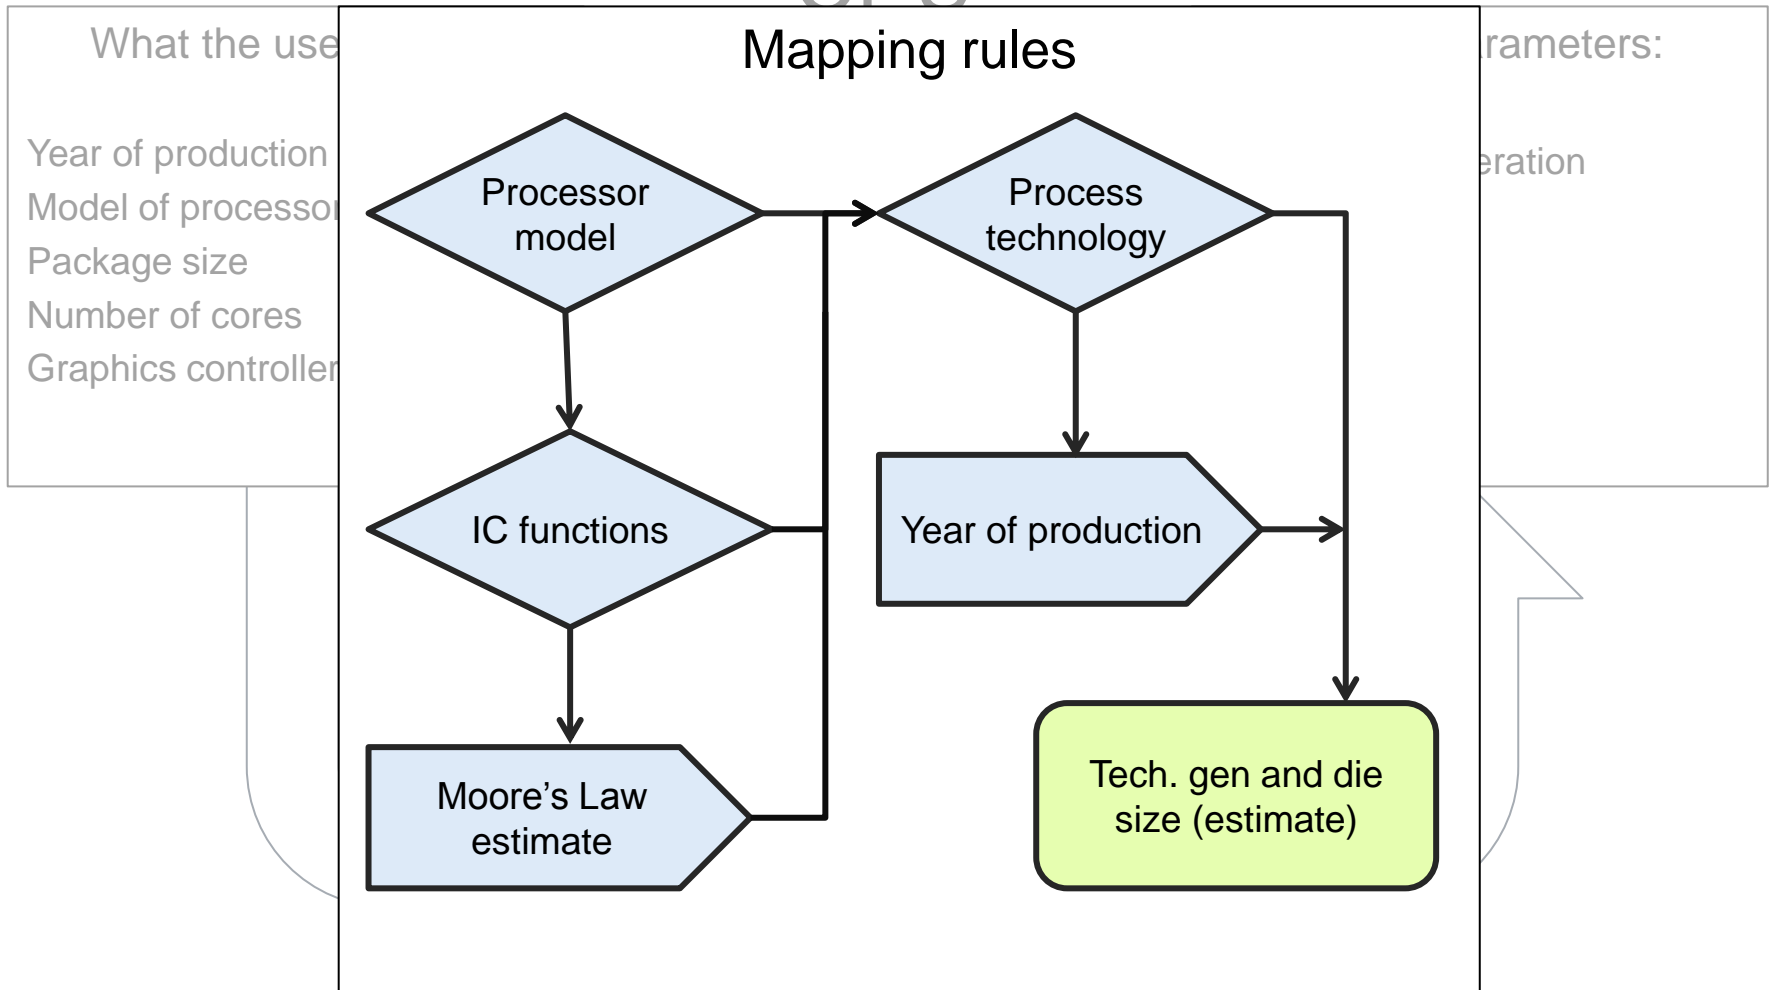 Mapping rules
What the use
Year of production
Model of processor
Package size
Number of cores
Graphics controller
rameters:
eration
Processor
model
Process
technology
IC functions
Year of production
Moore's Law
estimate
Tech. gen and die
size (estimate)